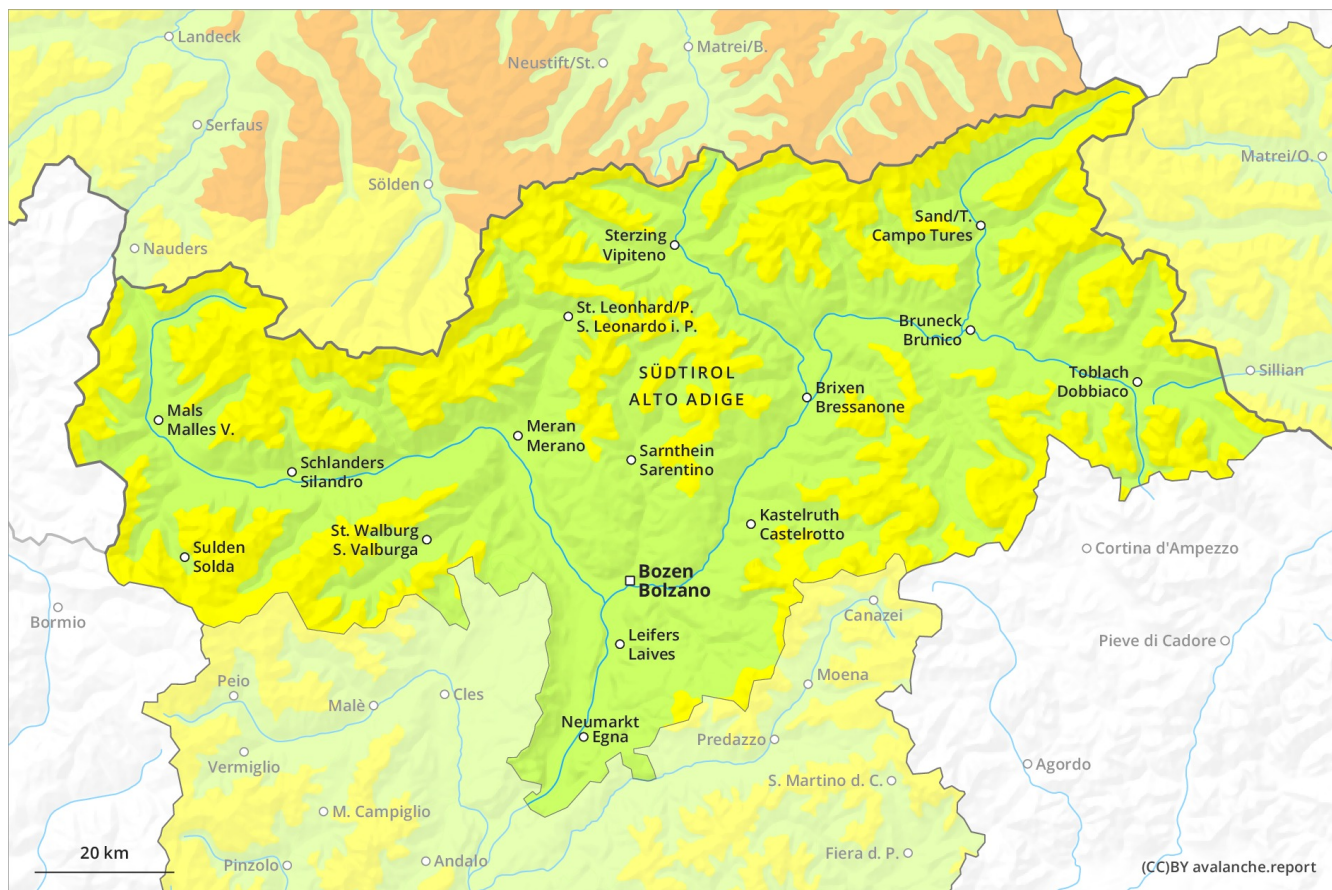 Landeck
Matrei/B.
Neustift/St.
Serfaus
Matrei/O.
Sölden
Sand/T.
Campo Tures
Sterzing
Vipiteno
Nauders
St. Leonhard/P.
S. Leonardo i. P.
Bruneck
Brunico
SÜDTIROL
ALTO ADIGE
Toblach
Dobbiaco
Sillian
Brixen
Bressanone
Mals
Malles V.
Meran
Merano
Sarnthein
Sarentino
Schlanders
Silandro
Kastelruth
Castelrotto
St. Walburg
S. Valburga
Sulden
Solda
Cortina d'Ampezzo
Bozen
Bolzano
Bormio
Canazei
Leifers
Laives
Pieve di Cadore
Peio
Moena
Malè
Cles
Neumarkt
Egna
Predazzo
Vermiglio
Agordo
S. Martino d. C.
M. Campiglio
20 km
Pinzolo
Andalo
Fiera d. P.
(CC)BY avalanche.report